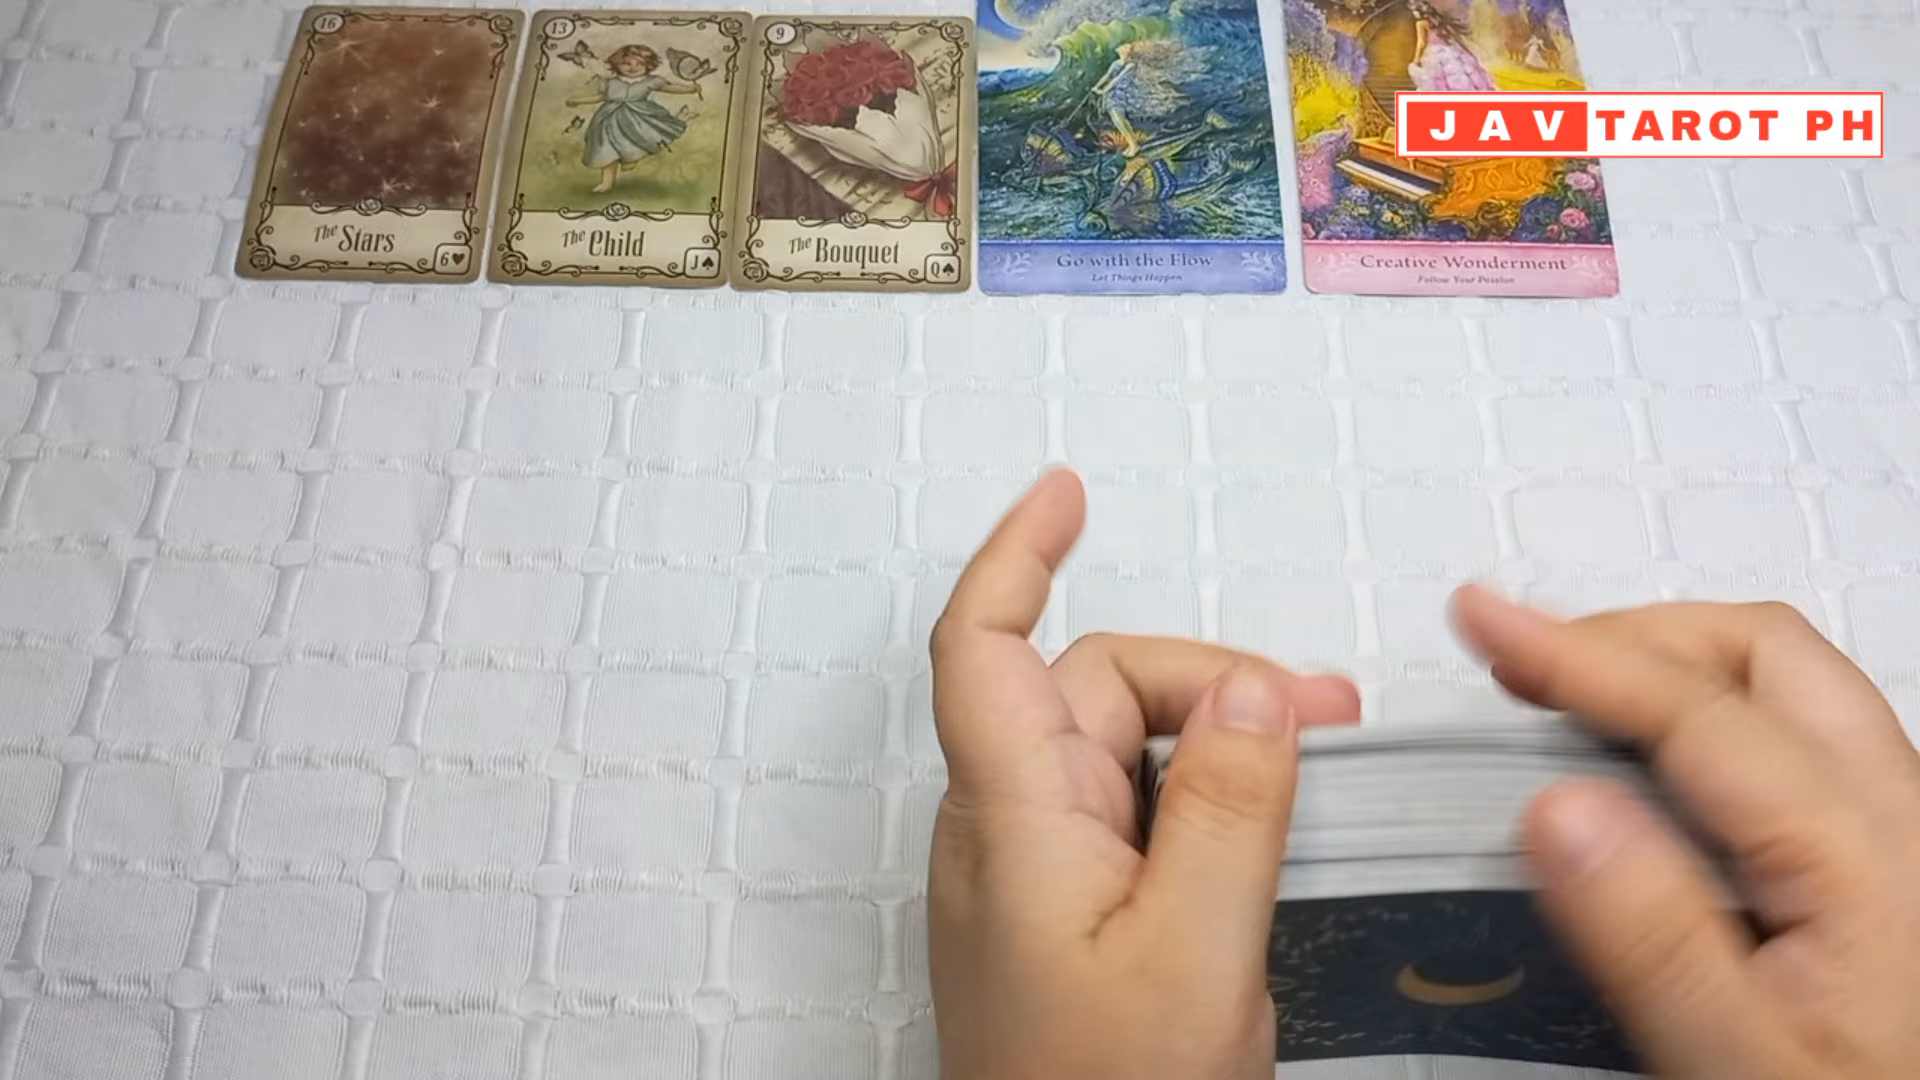 16
The Stars
6♥
13
The Child
J♠
9
The Bouquet
Q♠
Go with the Flow
Let Things Happen
Creative Wonderment
Follow Your Passion
JAV TAROT PH